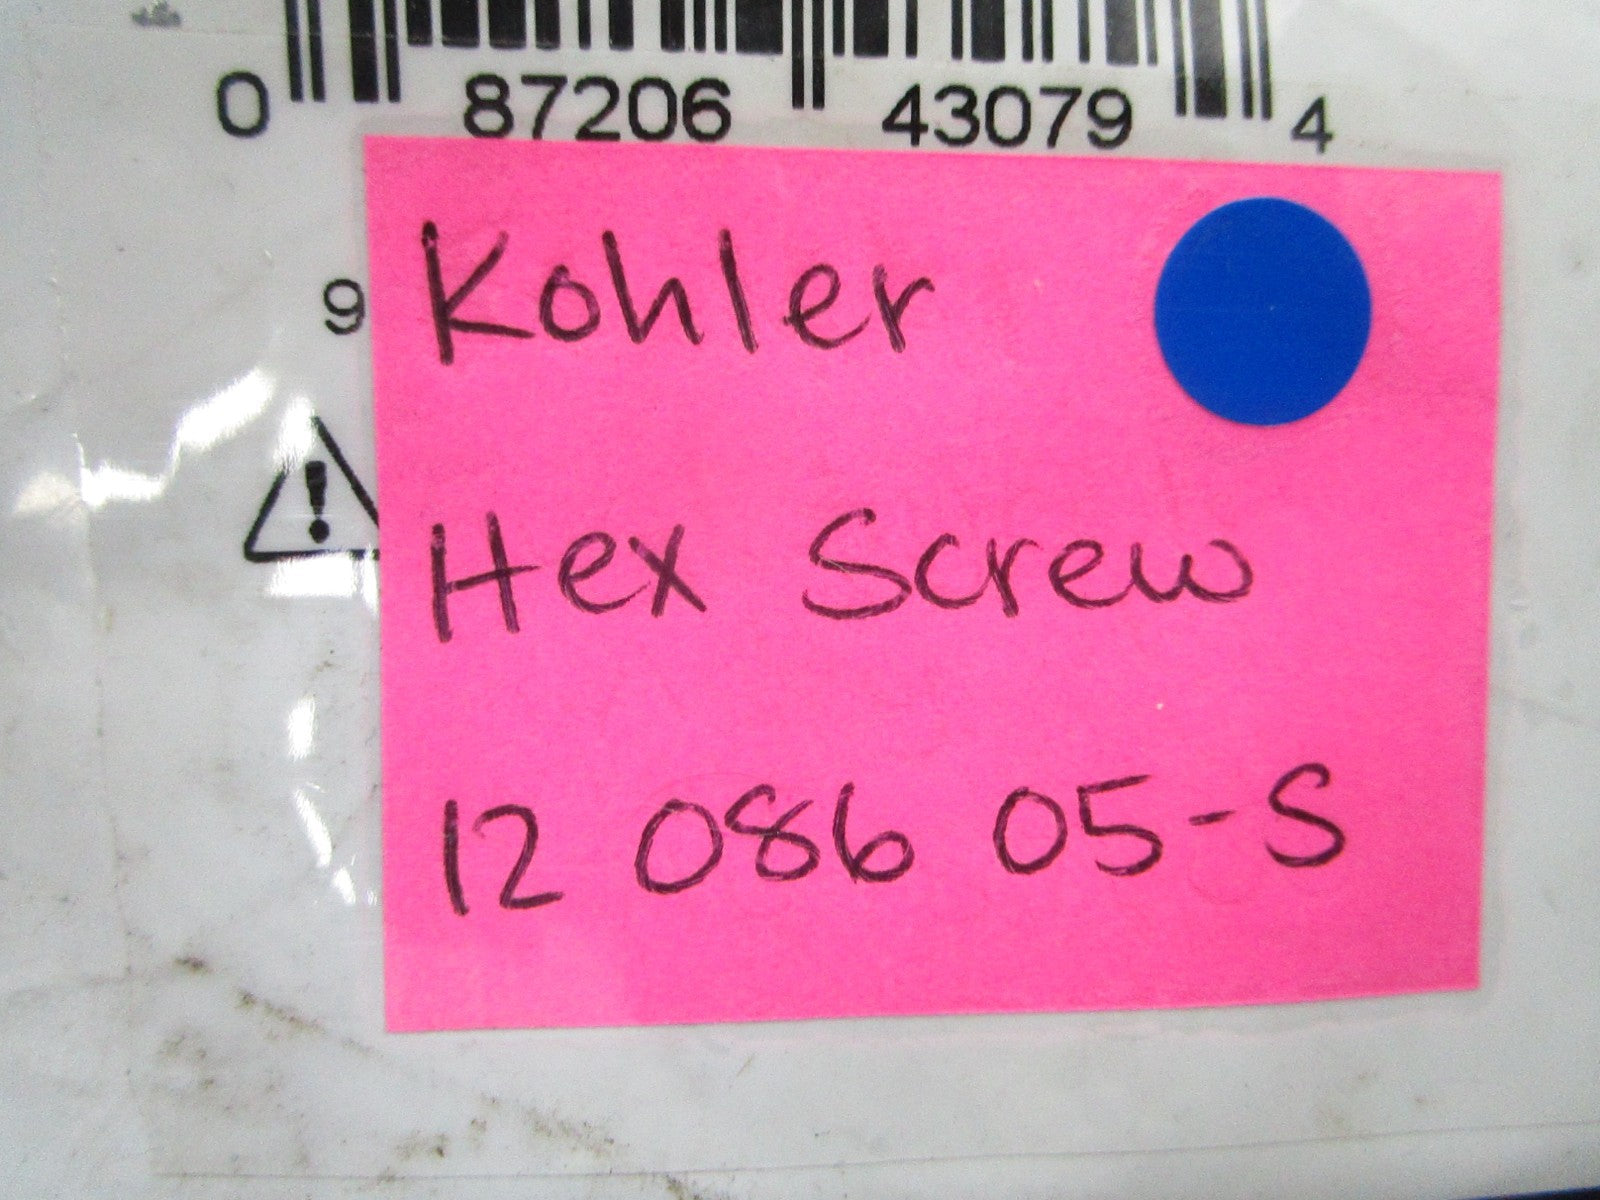 0 87206 43079 4
9
Kohler
Hex Screw
12 086 05-S